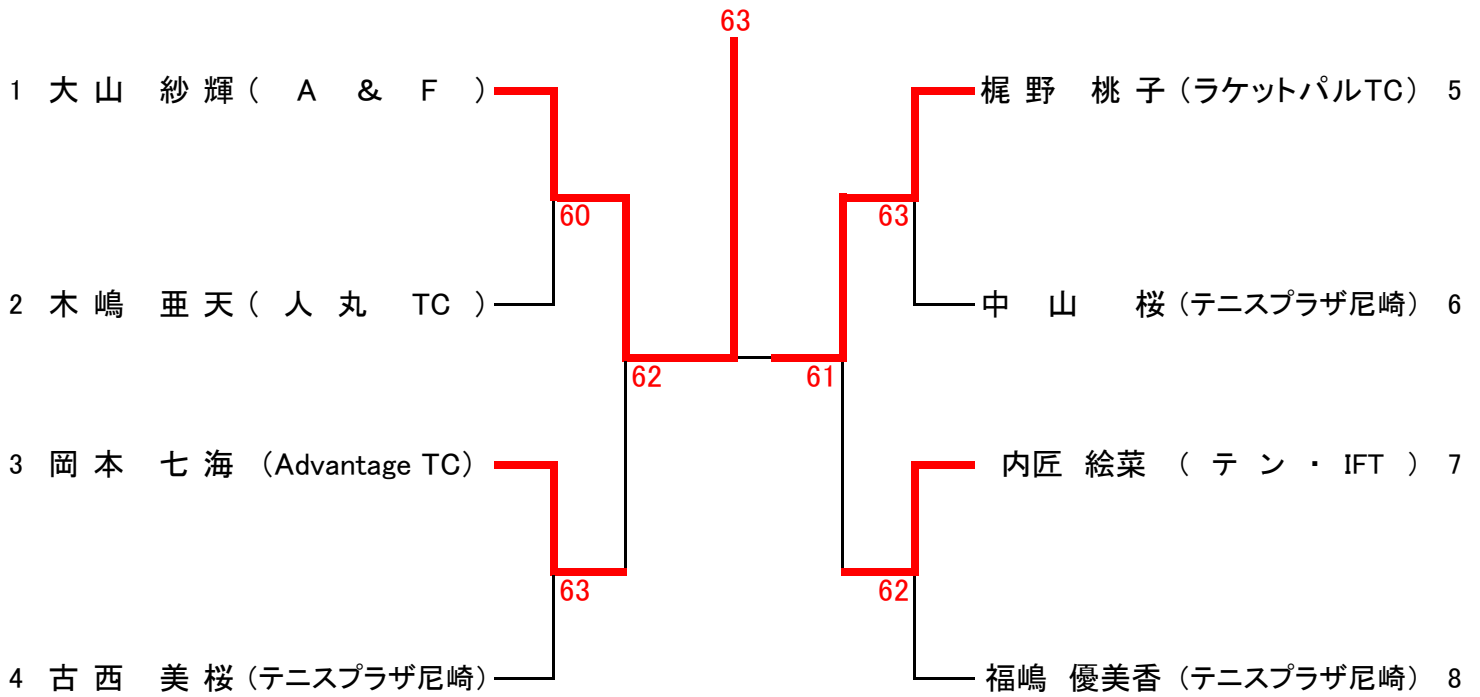 63
1 大山 紗輝 ( A & F )
梶野 桃子 (ラケットパルTC) 5
60
63
2 木嶋 亜天 ( 人丸 TC )
中山 桜 (テニスプラザ尼崎) 6
62
61
3 岡本 七海 (Advantage TC)
内匠 絵菜 ( テン・IFT ) 7
63
62
4 古西 美桜 (テニスプラザ尼崎)
福嶋 優美香 (テニスプラザ尼崎) 8